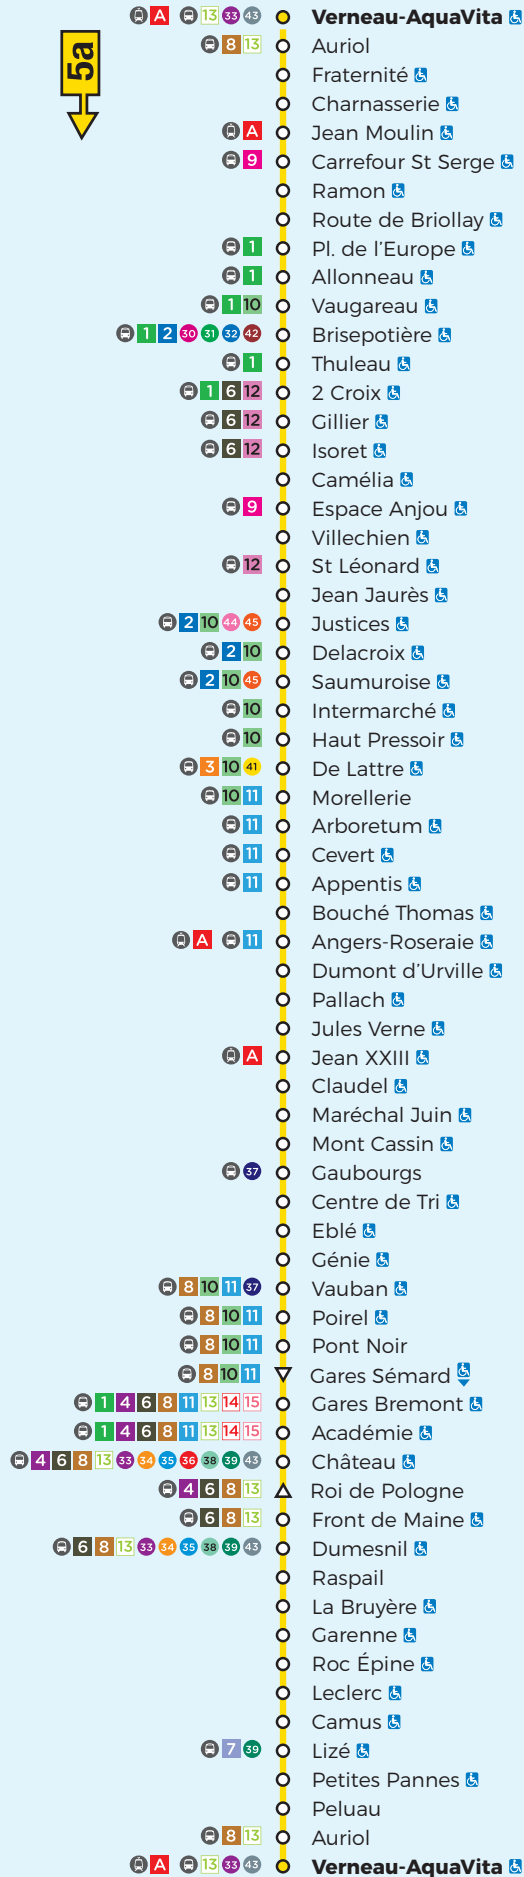 A 13 33 43 Verneau-AquaVita
5a
8 13 Auriol
Fraternité
Charnasserie
A Jean Moulin
9 Carrefour St Serge
Ramon
Route de Briollay
1 Pl. de l'Europe
1 Allonneau
1 10 Vaugareau
1 2 30 31 32 42 Brisepotière
1 Thuleau
1 6 12 2 Croix
6 12 Gillier
6 12 Isoret
Camélia
9 Espace Anjou
Villechien
12 St Léonard
Jean Jaurès
2 10 44 45 Justices
2 10 Delacroix
2 10 45 Saumuroise
10 Intermarché
10 Haut Pressoir
3 10 41 De Lattre
10 11 Morellerie
11 Arboretum
11 Cevert
11 Appentis
Bouché Thomas
A 11 Angers-Roseraie
Dumont d'Urville
Pallach
Jules Verne
A Jean XXIII
Claudel
Maréchal Juin
Mont Cassin
37 Gaubourgs
Centre de Tri
Eblé
Génie
8 10 11 37 Vauban
8 10 11 Poirel
8 10 11 Pont Noir
8 10 11 Gares Sémard
1 4 6 8 11 13 14 15 Gares Bremont
1 4 6 8 11 13 14 15 Académie
4 6 8 13 33 34 35 36 38 39 43 Château
4 6 8 13 Roi de Pologne
6 8 13 Front de Maine
6 8 13 33 34 35 38 39 43 Dumesnil
Raspail
La Bruyère
Garenne
Roc Épine
Leclerc
Camus
7 39 Lizé
Petites Pannes
Peluau
8 13 Auriol
A 13 33 43 Verneau-AquaVita